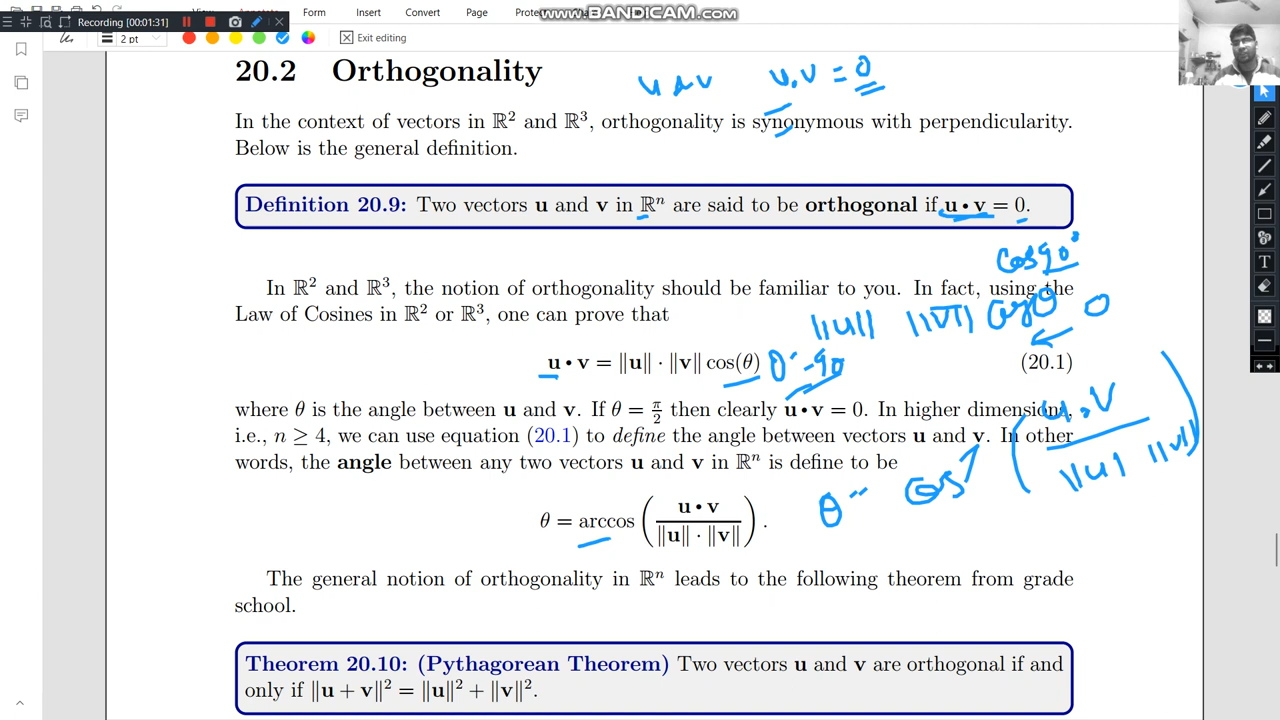 www.BANDICAM.com
Recording [00:01:31]
Form Insert Convert Page
2 pt Exit editing
20.2 Orthogonality
u & v u.v = 0
In the context of vectors in ℝ² and ℝ³, orthogonality is synonymous with perpendicularity.
Below is the general definition.
Definition 20.9: Two vectors u and v in ℝⁿ are said to be orthogonal if u • v = 0.
cos 90°
In ℝ² and ℝ³, the notion of orthogonality should be familiar to you. In fact, using the
Law of Cosines in ℝ² or ℝ³, one can prove that
||u|| ||v|| cos θ 0
u • v = ‖u‖ · ‖v‖ cos(θ) (20.1)
θ = 90
where θ is the angle between u and v. If θ = π/2 then clearly u • v = 0. In higher dimensions,
i.e., n ≥ 4, we can use equation (20.1) to define the angle between vectors u and v. In other
words, the angle between any two vectors u and v in ℝⁿ is define to be
θ = cos⁻¹ (u.v / ||u|| ||v||)
θ = arccos (u • v / ‖u‖ · ‖v‖).
The general notion of orthogonality in ℝⁿ leads to the following theorem from grade
school.
Theorem 20.10: (Pythagorean Theorem) Two vectors u and v are orthogonal if and
only if ‖u + v‖² = ‖u‖² + ‖v‖².